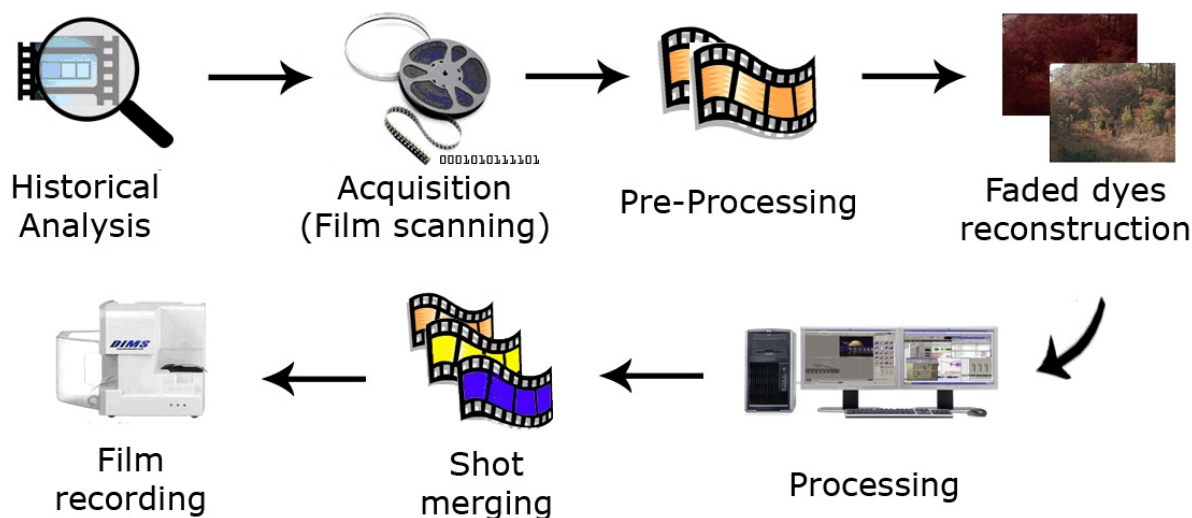 0001010111101
Historical
Analysis
Acquisition
(Film scanning)
Pre-Processing
Faded dyes
reconstruction
DIMS
Film
recording
Shot
merging
Processing